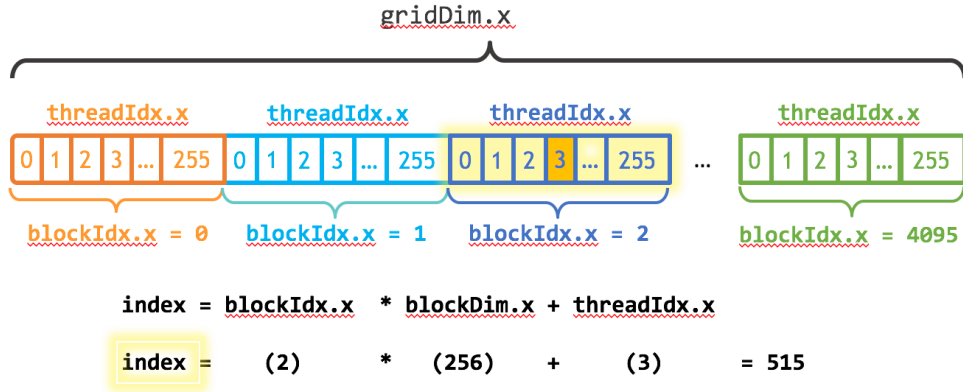 gridDim.x
threadIdx.x threadIdx.x threadIdx.x threadIdx.x
0 1 2 3 ... 255 0 1 2 3 ... 255 0 1 2 3 ... 255 ... 0 1 2 3 ... 255
blockIdx.x = 0 blockIdx.x = 1 blockIdx.x = 2 blockIdx.x = 4095
index = blockIdx.x * blockDim.x + threadIdx.x
index = (2) * (256) + (3) = 515